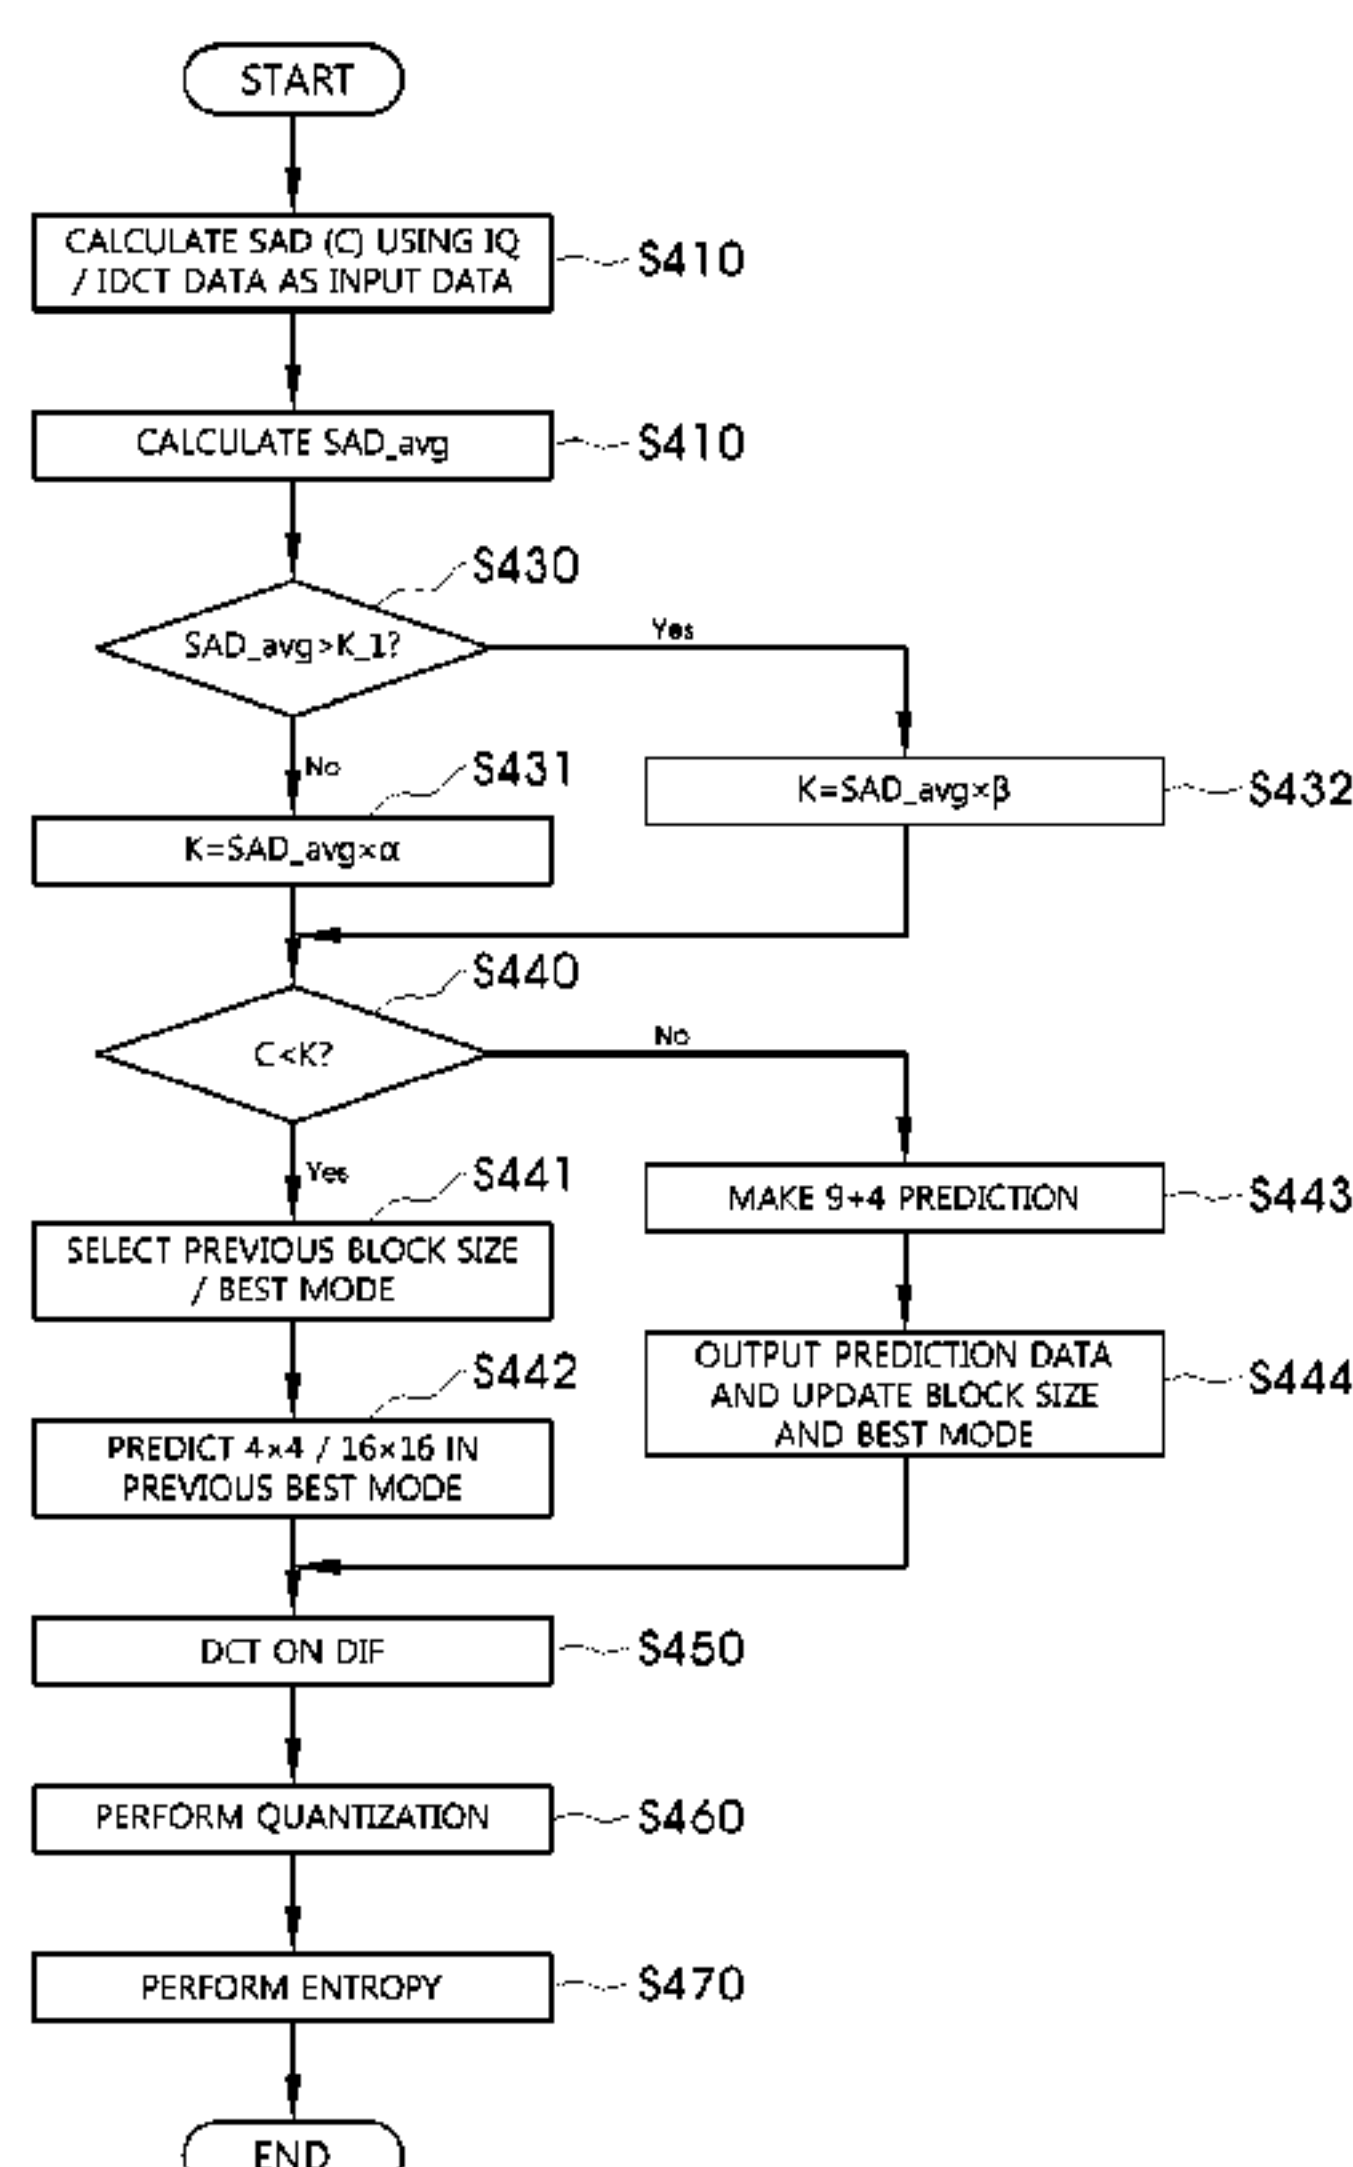 START
CALCULATE SAD (C) USING IQ
/ IDCT DATA AS INPUT DATA
S410
CALCULATE SAD_avg
S410
S430
SAD_avg>K_1?
Yes
No
S431
K=SAD_avg×β
S432
K=SAD_avg×α
S440
C<K?
No
Yes
S441
MAKE 9+4 PREDICTION
S443
SELECT PREVIOUS BLOCK SIZE
/ BEST MODE
S442
OUTPUT PREDICTION DATA
AND UPDATE BLOCK SIZE
AND BEST MODE
S444
PREDICT 4×4 / 16×16 IN
PREVIOUS BEST MODE
DCT ON DIF
S450
PERFORM QUANTIZATION
S460
PERFORM ENTROPY
S470
END